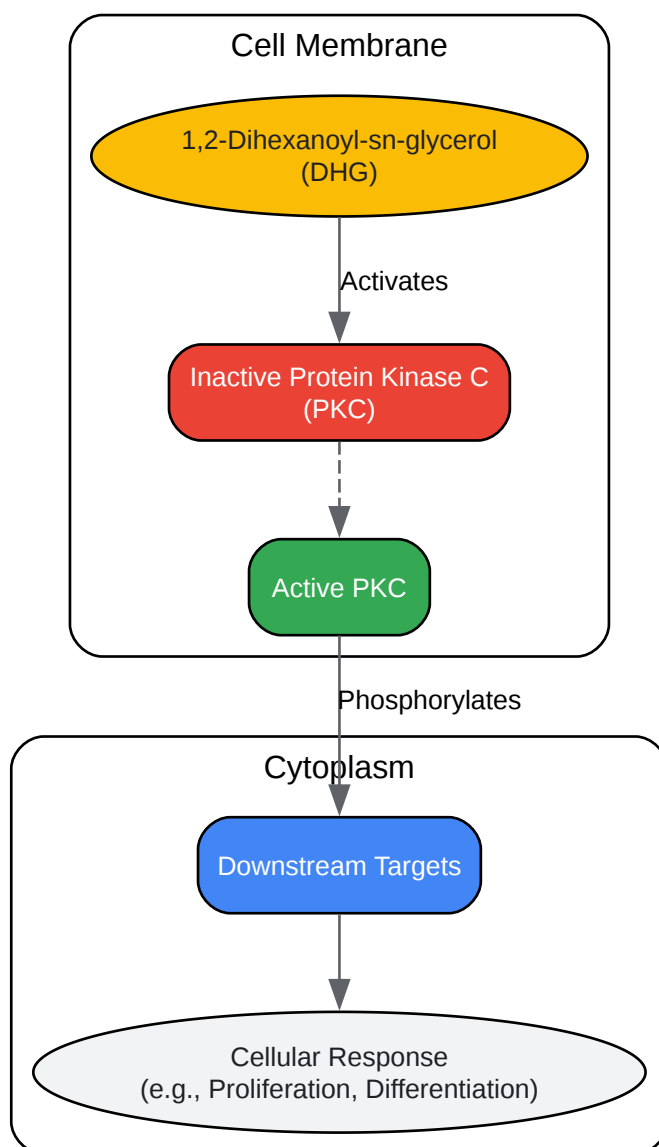 Cell Membrane
1,2-Dihexanoyl-sn-glycerol
(DHG)
Activates
Inactive Protein Kinase C
(PKC)
Active PKC
Phosphorylates
Cytoplasm
Downstream Targets
Cellular Response
(e.g., Proliferation, Differentiation)